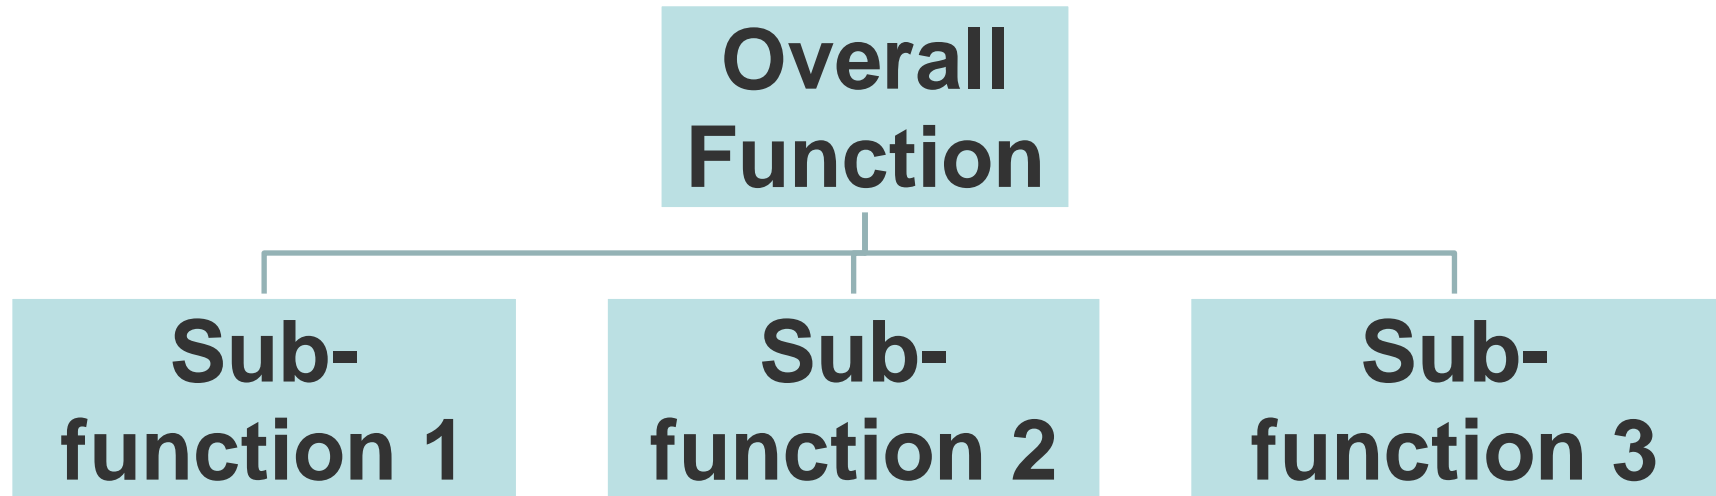 Overall
Function
Sub-
function 1
Sub-
function 2
Sub-
function 3